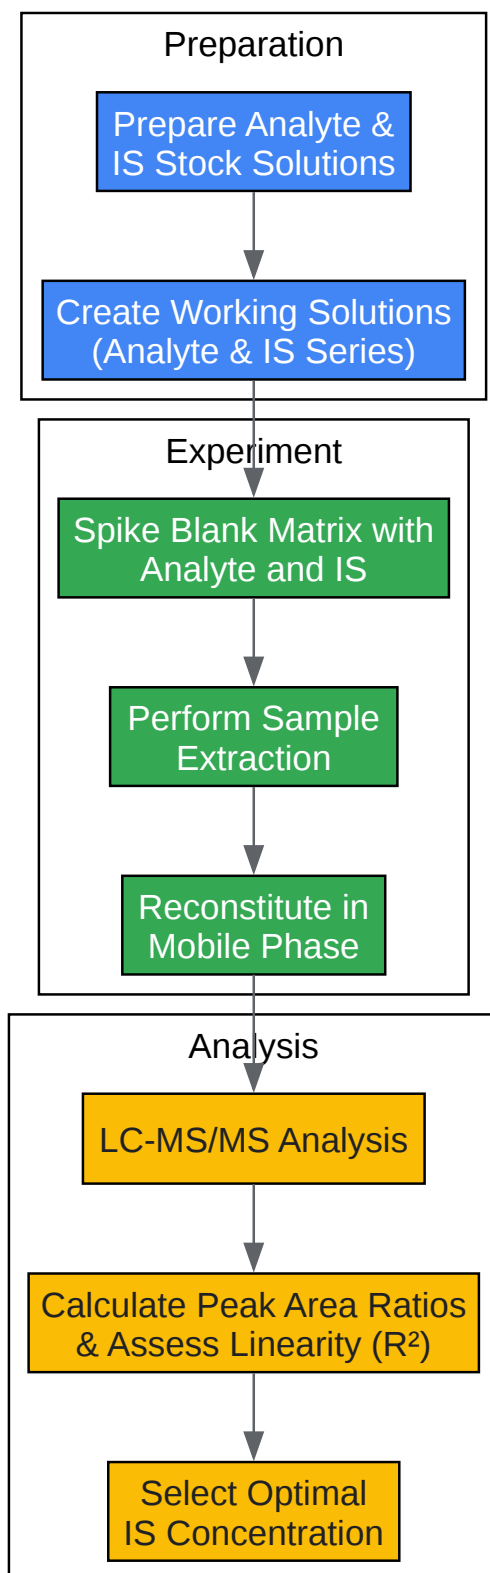 Preparation
Prepare Analyte &
IS Stock Solutions
Create Working Solutions
(Analyte & IS Series)
Experiment
Spike Blank Matrix with
Analyte and IS
Perform Sample
Extraction
Reconstitute in
Mobile Phase
Analysis
LC-MS/MS Analysis
Calculate Peak Area Ratios
& Assess Linearity (R²)
Select Optimal
IS Concentration